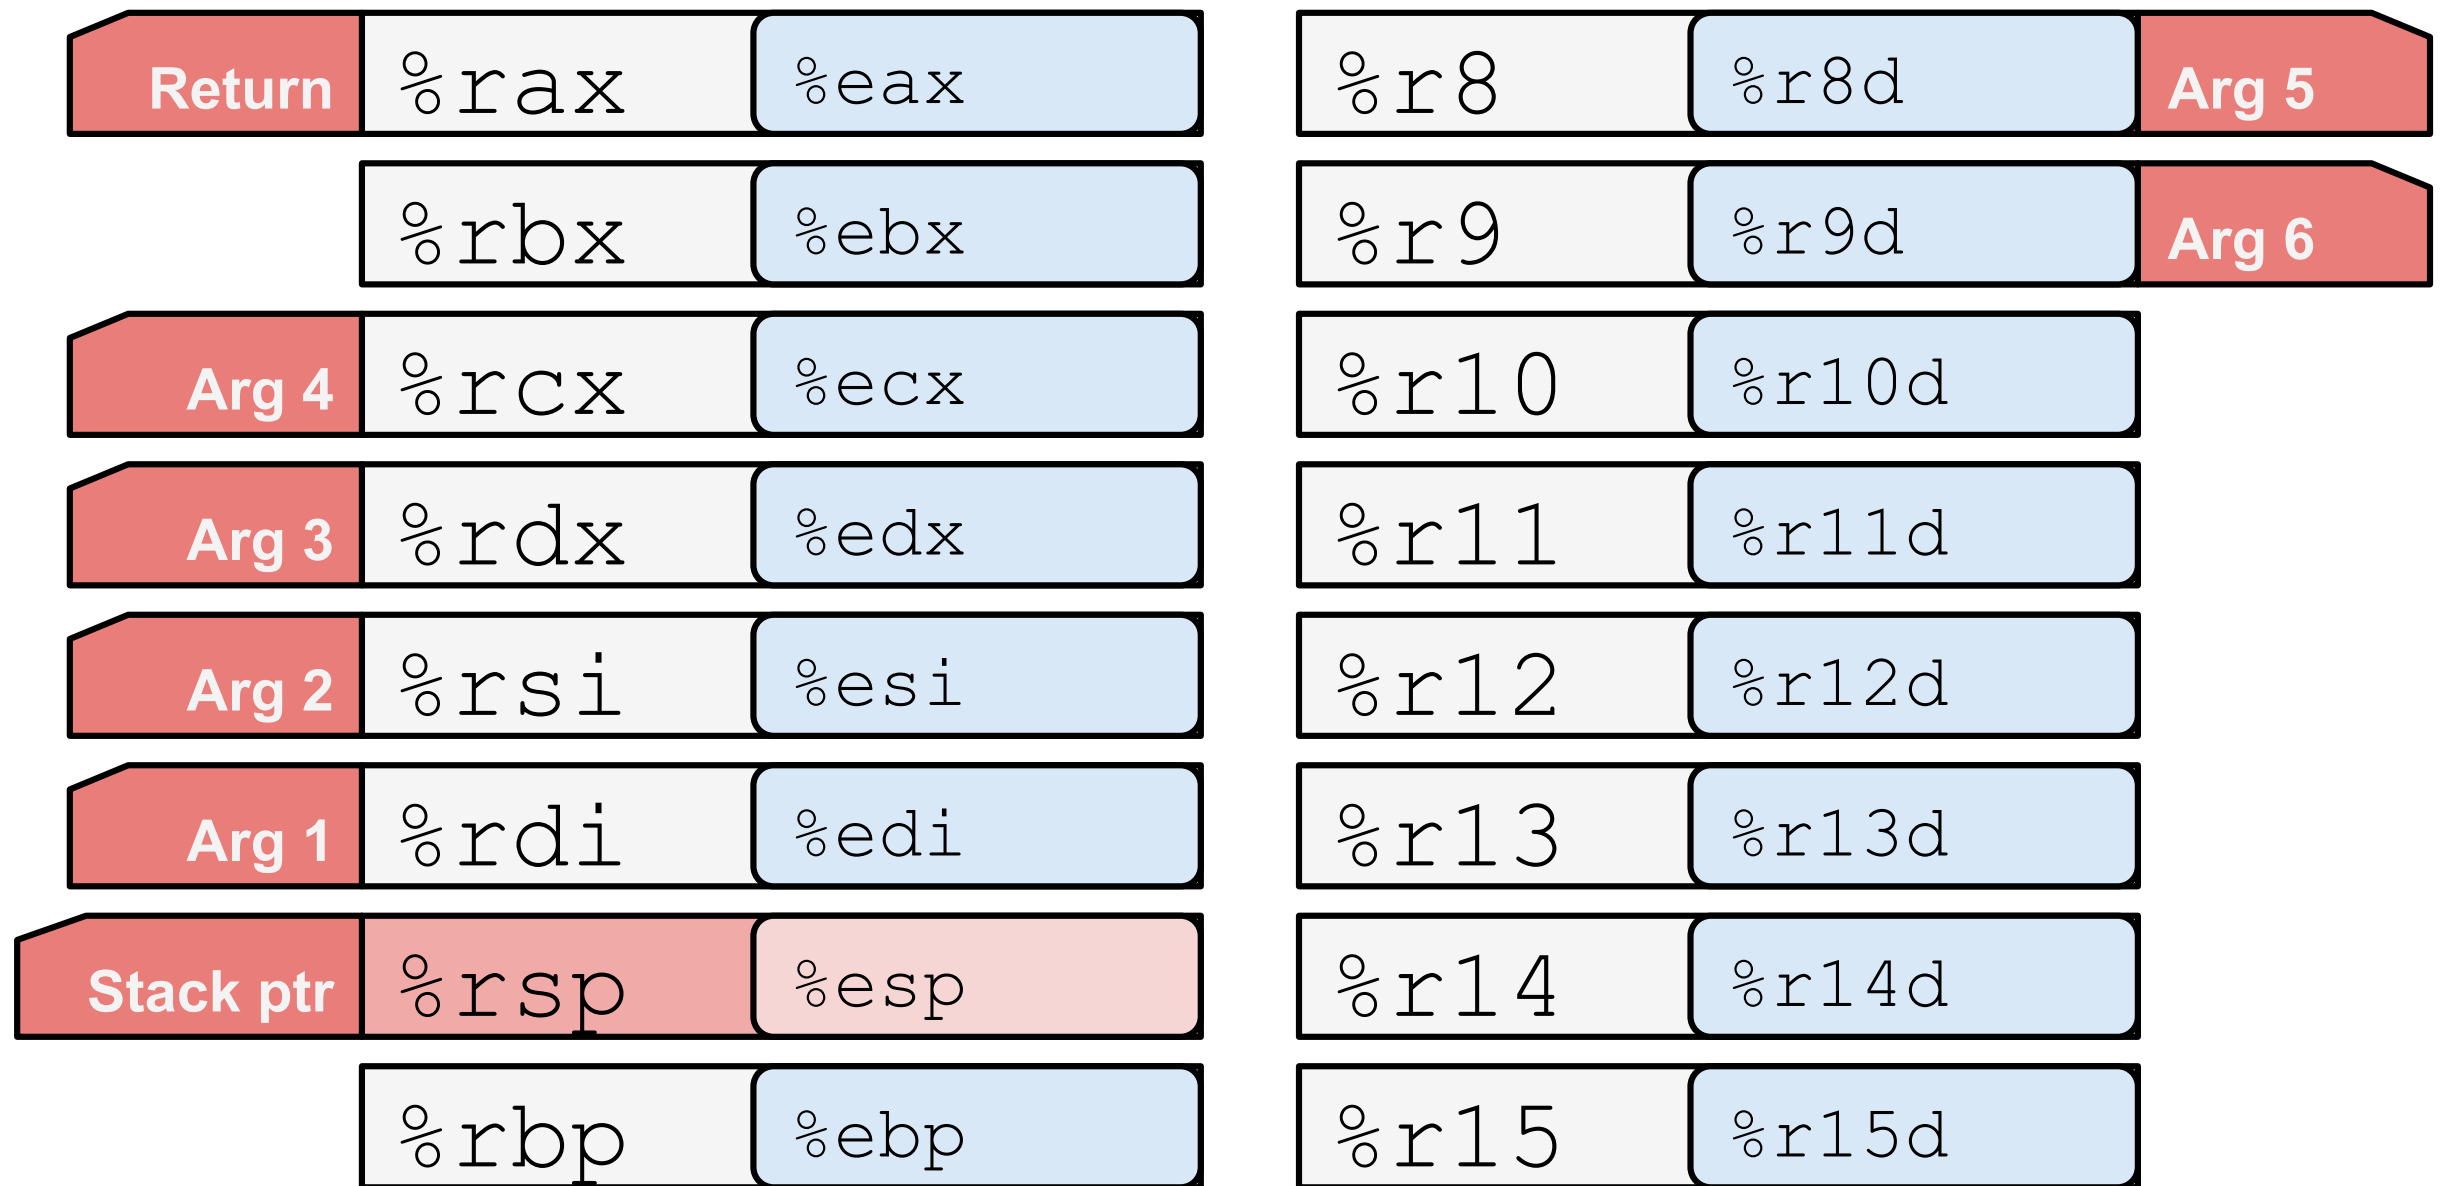 Return %rax %eax
%rbx %ebx
Arg 4 %rcx %ecx
Arg 3 %rdx %edx
Arg 2 %rsi %esi
Arg 1 %rdi %edi
Stack ptr %rsp %esp
%rbp %ebp
%r8 %r8d Arg 5
%r9 %r9d Arg 6
%r10 %r10d
%r11 %r11d
%r12 %r12d
%r13 %r13d
%r14 %r14d
%r15 %r15d